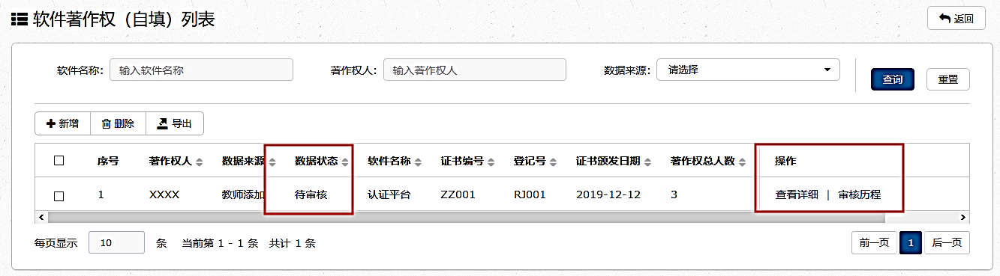 软件著作权（自填）列表
返回
软件名称: 输入软件名称 著作权人: 输入著作权人 数据来源: 请选择 查询 重置
新增 删除 导出
序号 著作权人 数据来源 数据状态 软件名称 证书编号 登记号 证书颁发日期 著作权总人数 操作
1 XXXX 教师添加 待审核 认证平台 ZZ001 RJ001 2019-12-12 3 查看详细 | 审核历程
每页显示 10 条 当前第 1 - 1 条 共计 1 条 前一页 1 后一页